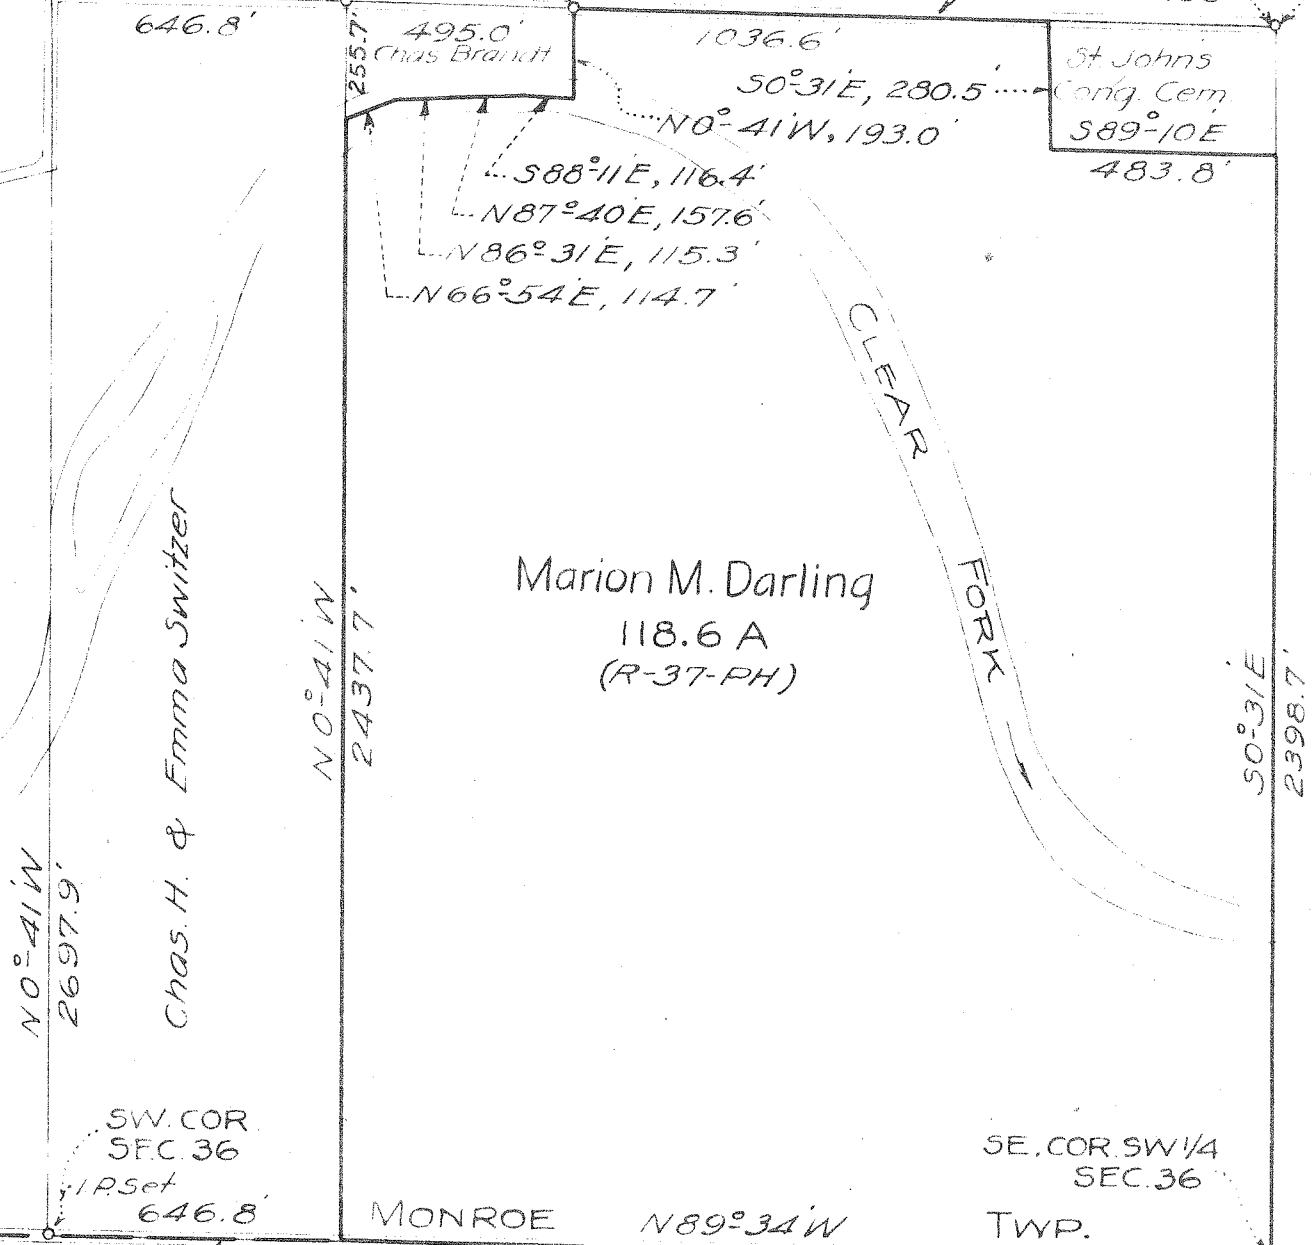 646.8'
255.7'
495.0'
Chas Brandt
1036.6'
St. Johns
Cong. Cem
S89°-10'E
483.8'
S0°-31'E, 280.5'
N0°-41'W, 193.0'
S88°-11'E, 116.4'
N87°-40'E, 157.6'
N86°-31'E, 115.3'
N66°-54'E, 114.7'
CLEAR FORK
Marion M. Darling
118.6 A
(R-37-PH)
Chas. H. & Emma Switzer
N0°-41'W
2437.7'
S0°-31'E
2398.7'
N0°-41'W
2697.9'
SW. COR
SEC. 36
I.P. Set
646.8'
SE. COR. SW 1/4
SEC. 36
MONROE TWP.
N89°-34'W